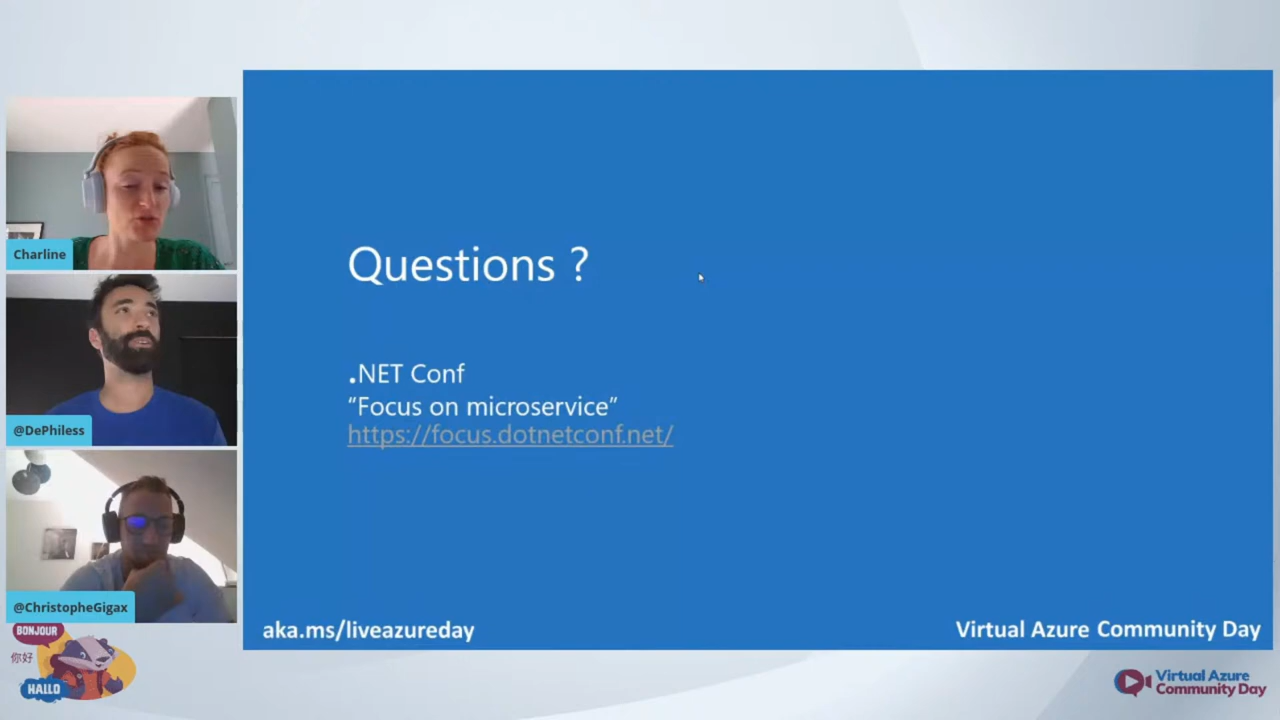 Charline
@DePhiless
@ChristopheGigax
BONJOUR
你好
HALLO
Questions ?
.NET Conf
“Focus on microservice”
https://focus.dotnetconf.net/
aka.ms/liveazureday
Virtual Azure Community Day
Virtual Azure
Community Day